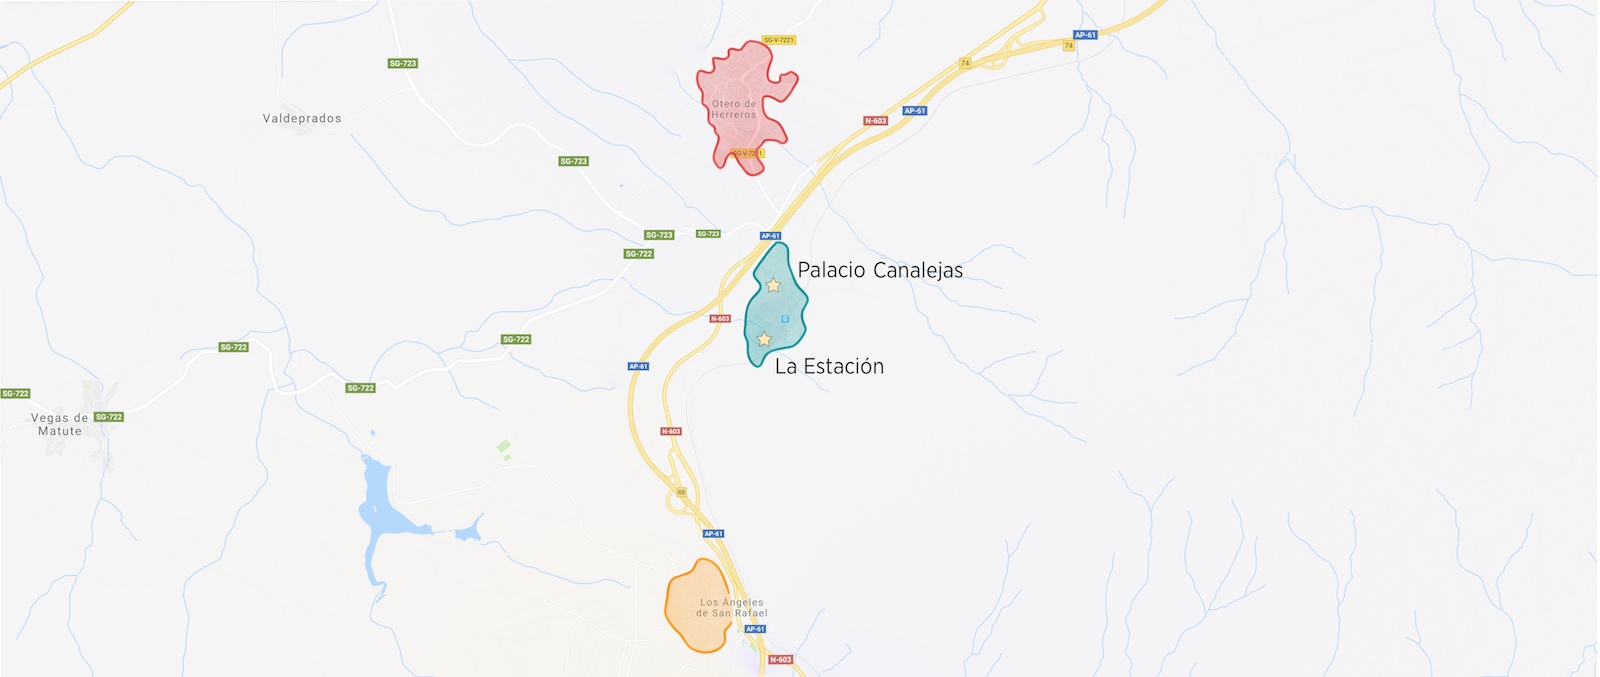 SG-V-7221
AP-61
74
SG-723
74
Otero de
Herreros
AP-61
Valdeprados
N-603
SG-V-7221
SG-723
SG-723
SG-723
AP-61
SG-722
Palacio Canalejas
N-603
SG-722
SG-722
AP-61
La Estación
SG-722
SG-722
Vegas de
Matute
SG-722
N-603
68
AP-61
Los Ángeles
de San Rafael
AP-61
N-603